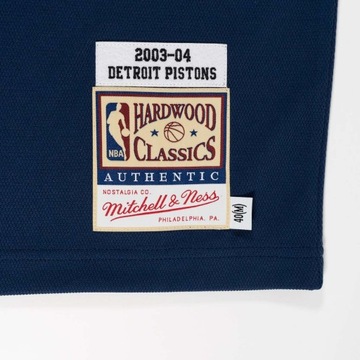 2003-04
DETROIT PISTONS
HARDWOOD
CLASSICS
NBA
AUTHENTIC
NOSTALGIA CO.
Mitchell & Ness
PHILADELPHIA, PA.
40(M)